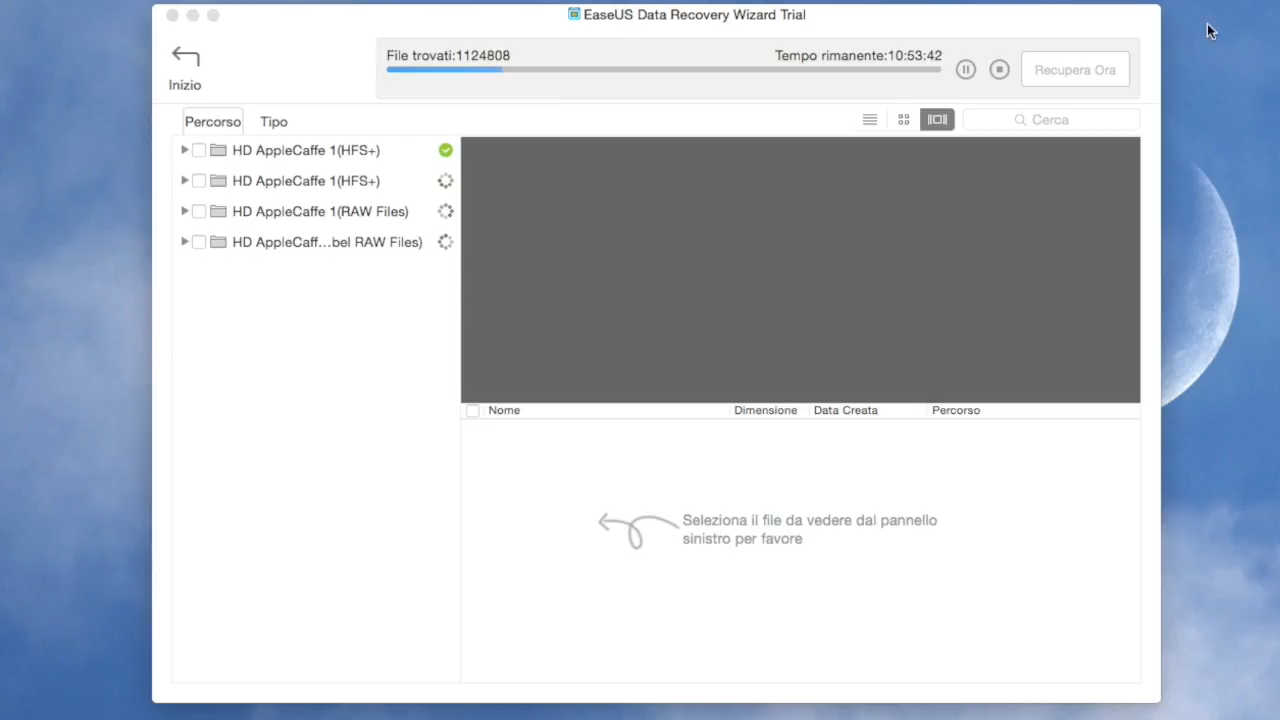 EaseUS Data Recovery Wizard Trial
Inizio
File trovati:1124808
Tempo rimanente:10:53:42
Recupera Ora
Percorso
Tipo
Cerca
HD AppleCaffe 1(HFS+)
HD AppleCaffe 1(HFS+)
HD AppleCaffe 1(RAW Files)
HD AppleCaff...bel RAW Files)
Nome
Dimensione
Data Creata
Percorso
Seleziona il file da vedere dal pannello
sinistro per favore